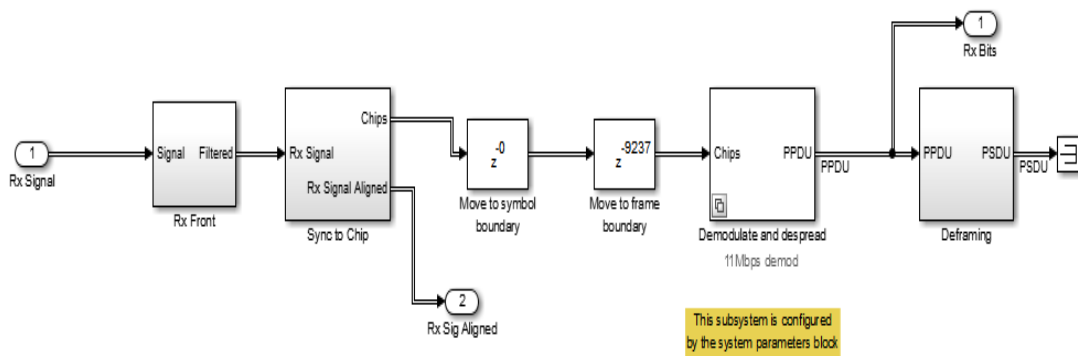 1
Rx Bits
Chips
Signal
Filtered
Rx Signal
Rx Signal Aligned
1
Rx Signal
Rx Front
Sync to Chip
z-0
Move to symbol
boundary
z-9237
Move to frame
boundary
Chips
PPDU
PPDU
Demodulate and despread
11Mbps demod
PPDU
PSDU
PSDU
Deframing
2
Rx Sig Aligned
This subsystem is configured
by the system parameters block